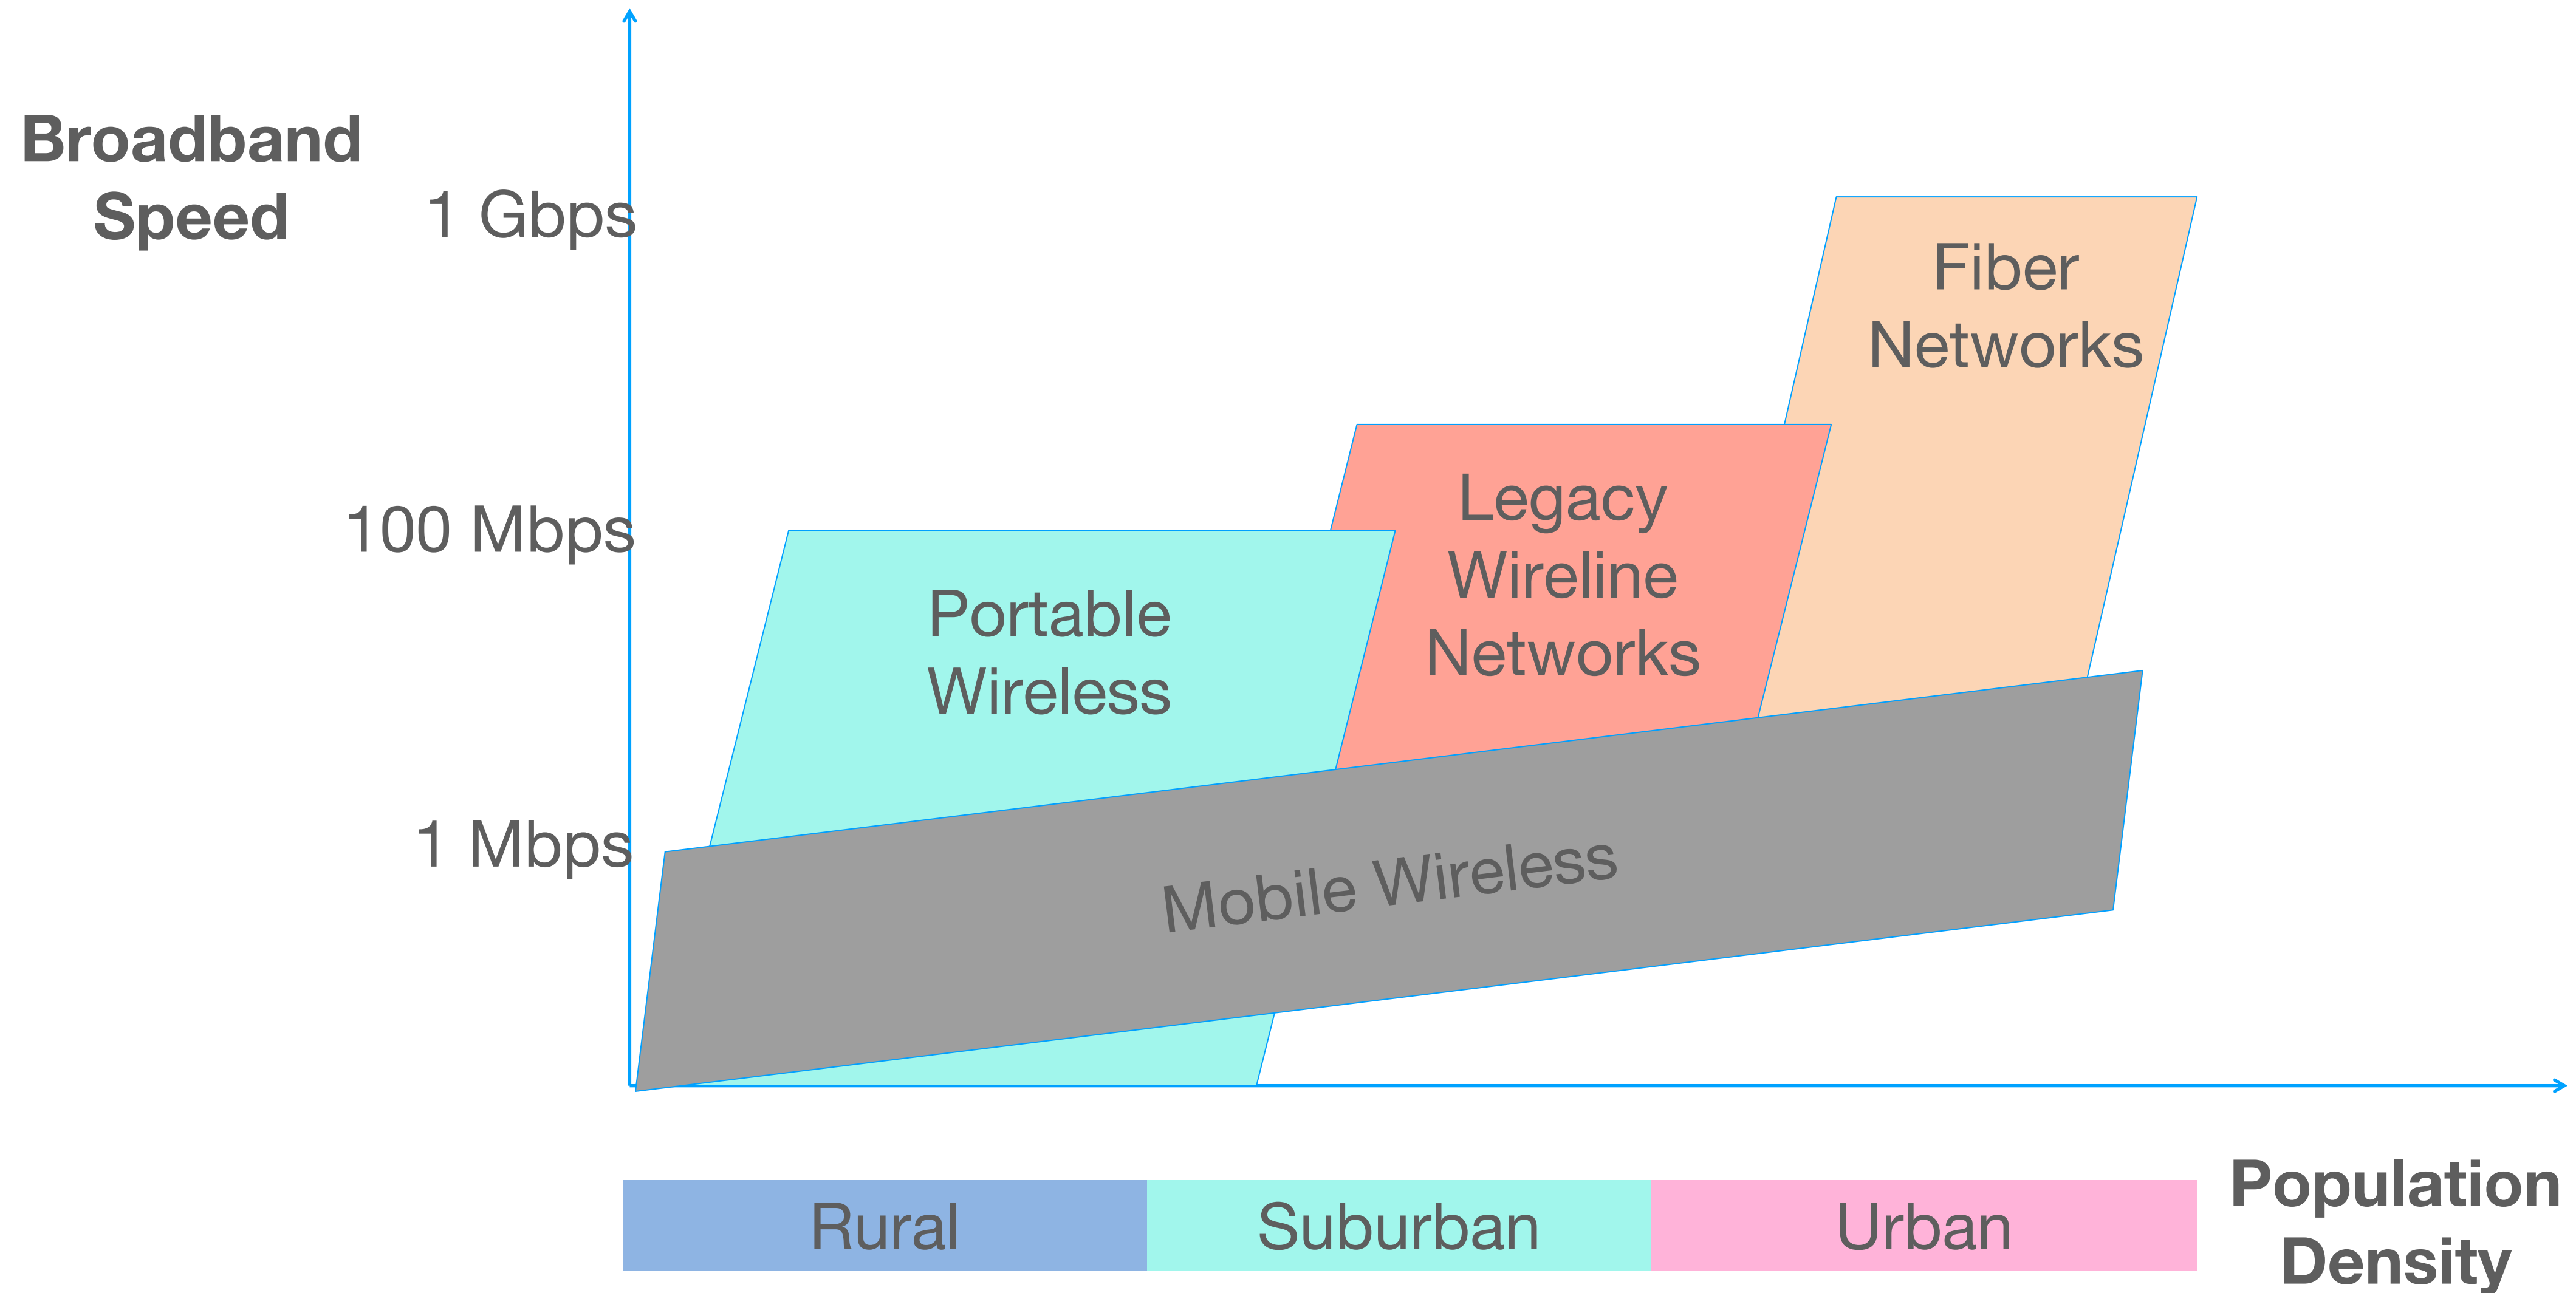 Broadband
Speed
1 Gbps
Fiber
Networks
100 Mbps
Legacy
Wireline
Networks
Portable
Wireless
1 Mbps
Mobile Wireless
Rural
Suburban
Urban
Population
Density